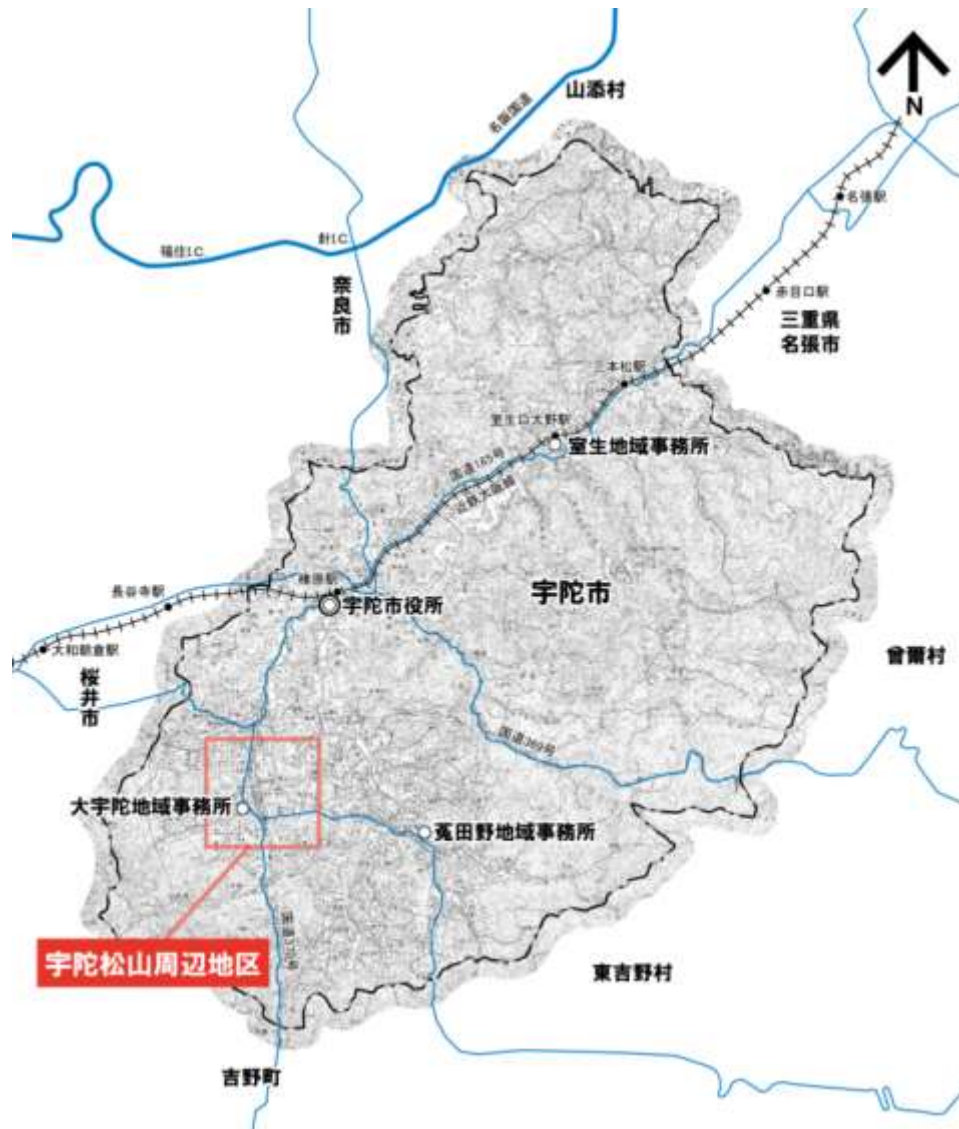 N
山添村
名阪国道
名張駅
福住I.C
針I.C
奈良市
赤目口駅
三重県
名張市
三本松駅
室生口大野駅
室生地域事務所
国道165号
近鉄大阪線
榛原駅
長谷寺駅
宇陀市役所
宇陀市
大和朝倉駅
桜井市
曾爾村
国道369号
大宇陀地域事務所
菟田野地域事務所
国道370号
宇陀松山周辺地区
東吉野村
吉野町